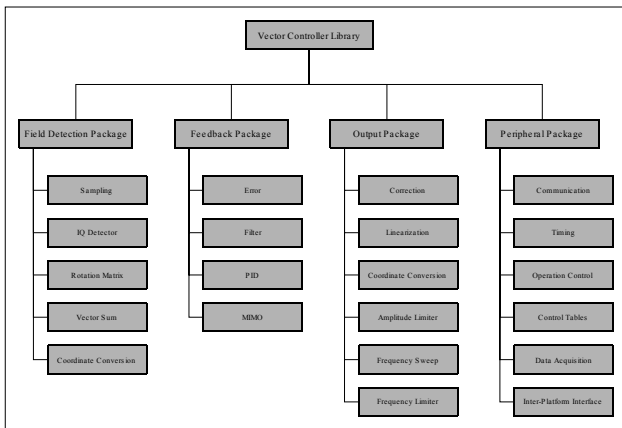 Vector Controller Library
Field Detection Package
Feedback Package
Output Package
Peripheral Package
Sampling
IQ Detector
Rotation Matrix
Vector Sum
Coordinate Conversion
Error
Filter
PID
MIMO
Correction
Linearization
Coordinate Conversion
Amplitude Limiter
Frequency Sweep
Frequency Limiter
Communication
Timing
Operation Control
Control Tables
Data Acquisition
Inter-Platform Interface